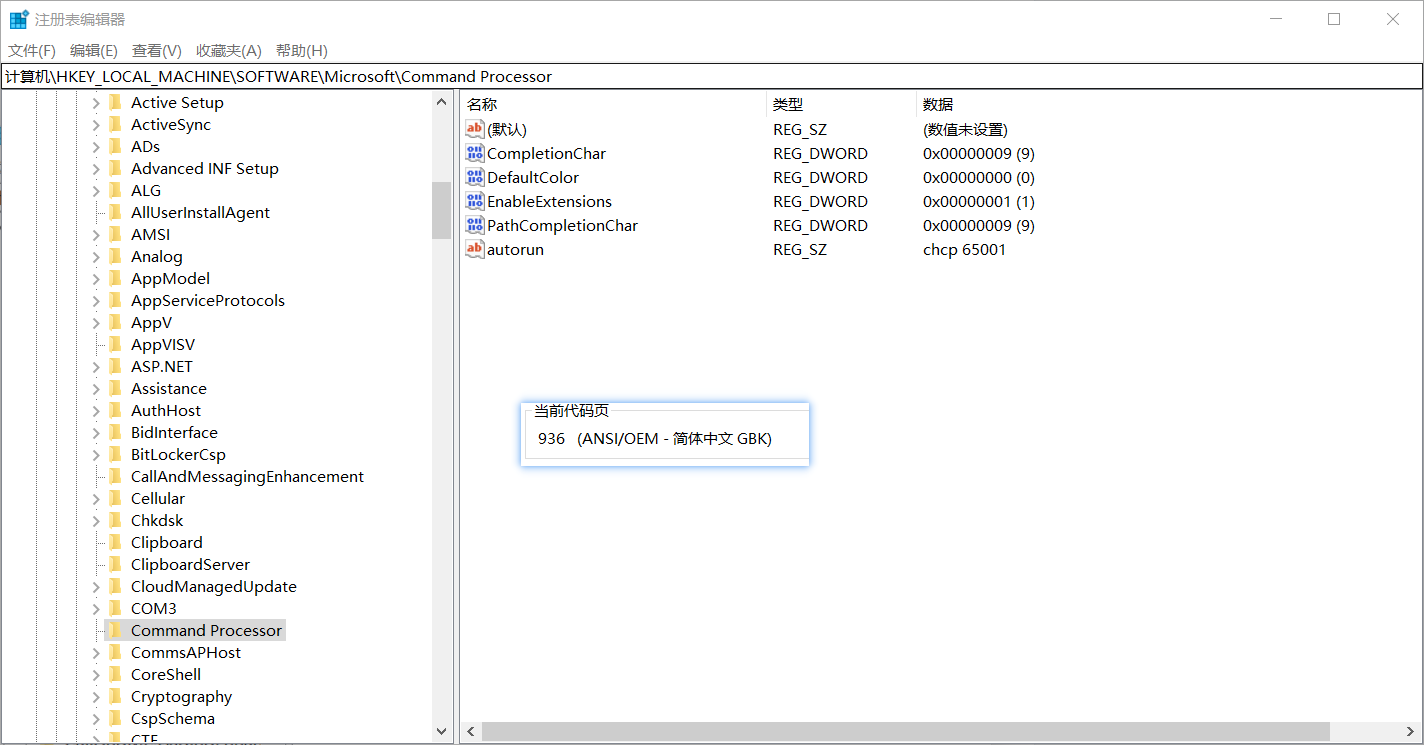 注册表编辑器
文件(F) 编辑(E) 查看(V) 收藏夹(A) 帮助(H)
计算机\HKEY_LOCAL_MACHINE\SOFTWARE\Microsoft\Command Processor
Active Setup
ActiveSync
ADs
Advanced INF Setup
ALG
AllUserInstallAgent
AMSI
Analog
AppModel
AppServiceProtocols
AppV
AppVISV
ASP.NET
Assistance
AuthHost
BidInterface
BitLockerCsp
CallAndMessagingEnhancement
Cellular
Chkdsk
Clipboard
ClipboardServer
CloudManagedUpdate
COM3
Command Processor
CommsAPHost
CoreShell
Cryptography
CspSchema
CTF
名称 类型 数据
(默认) REG_SZ (数值未设置)
CompletionChar REG_DWORD 0x00000009 (9)
DefaultColor REG_DWORD 0x00000000 (0)
EnableExtensions REG_DWORD 0x00000001 (1)
PathCompletionChar REG_DWORD 0x00000009 (9)
autorun REG_SZ chcp 65001
当前代码页
936 (ANSI/OEM - 简体中文 GBK)